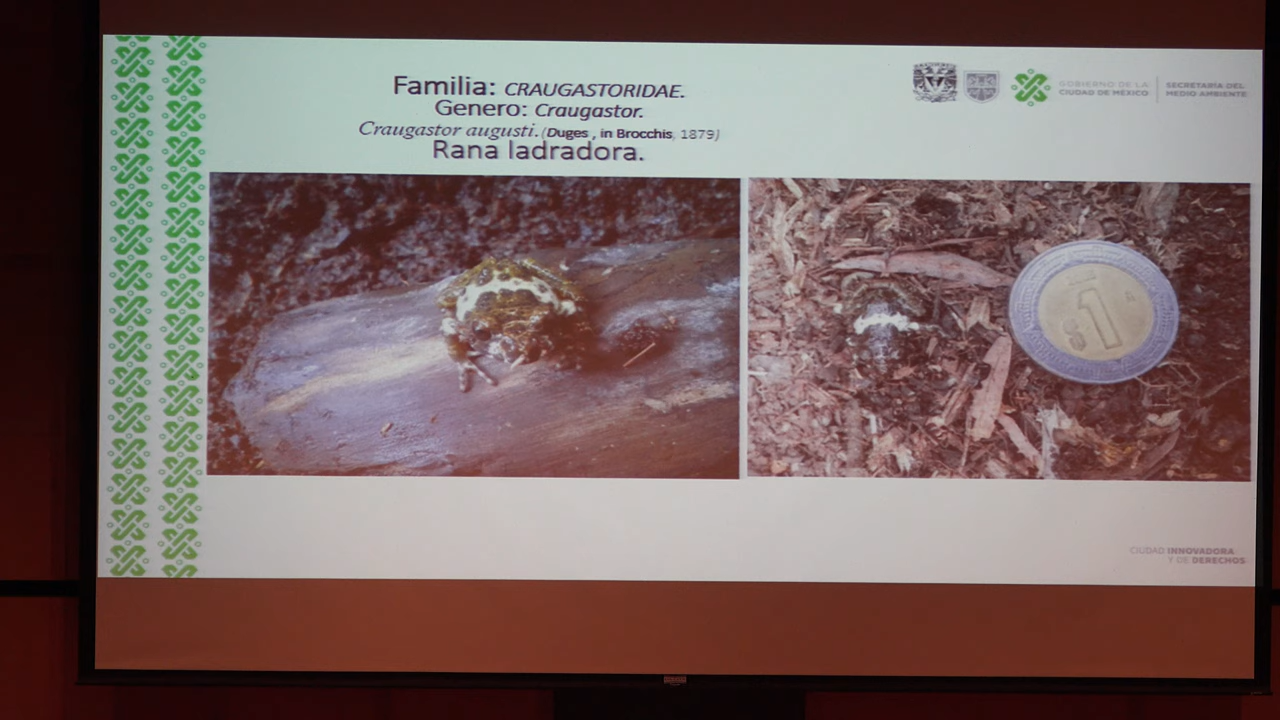 Familia: CRAUGASTORIDAE.
Genero: Craugastor.
Craugastor augusti. (Duges , in Brocchis, 1879)
Rana ladradora.
GOBIERNO DE LA
CIUDAD DE MÉXICO
SECRETARÍA DEL
MEDIO AMBIENTE
$1
CIUDAD INNOVADORA
Y DE DERECHOS